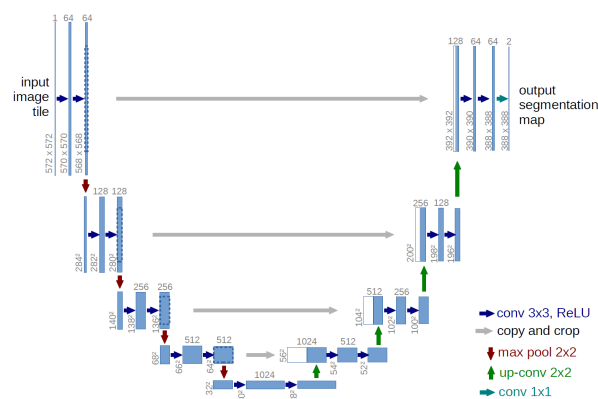 1 64 64
128 64 64 2
input
image
tile
output
segmentation
map
572 x 572
570 x 570
568 x 568
392 x 392
390 x 390
388 x 388
388 x 388
128 128
256 128
284²
282²
280²
200²
198²
196²
256 256
512 256
140²
138²
136²
104²
102²
100²
512 512
1024 512
68²
66²
64²
56²
54²
52²
1024
32²
conv 3x3, ReLU
copy and crop
max pool 2x2
up-conv 2x2
conv 1x1